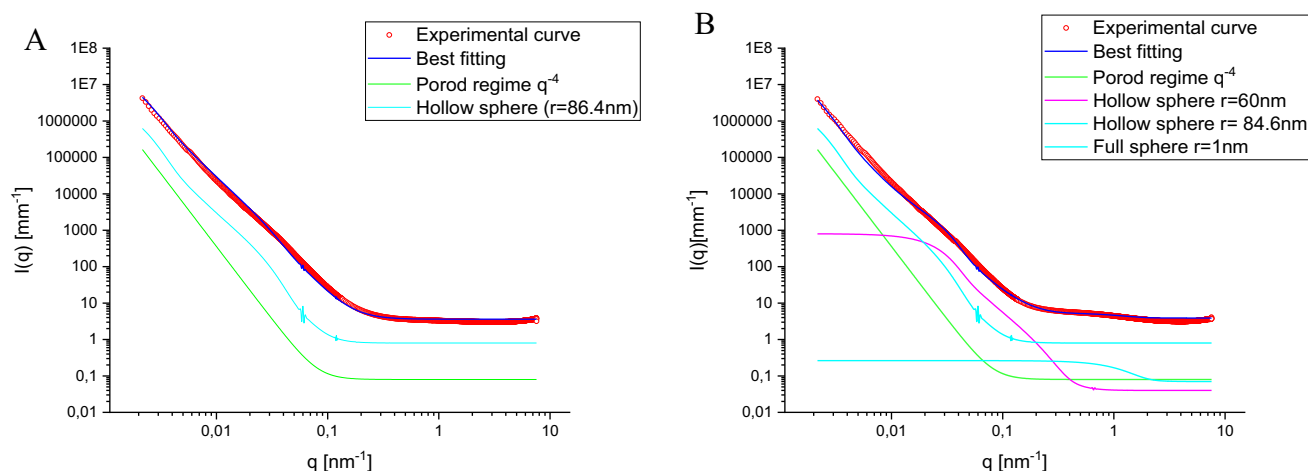 A
Experimental curve
Best fitting
Porod regime q-4
Hollow sphere (r=86.4nm)
1E8
1E7
1000000
100000
10000
1000
100
10
1
0,1
0,01
I(q) [mm-1]
0,01 0,1 1 10
q [nm-1]
B
Experimental curve
Best fitting
Porod regime q-4
Hollow sphere r=60nm
Hollow sphere r= 84.6nm
Full sphere r=1nm
1E8
1E7
1000000
100000
10000
1000
100
10
1
0,1
0,01
I(q)[mm-1]
0,01 0,1 1 10
q [nm-1]